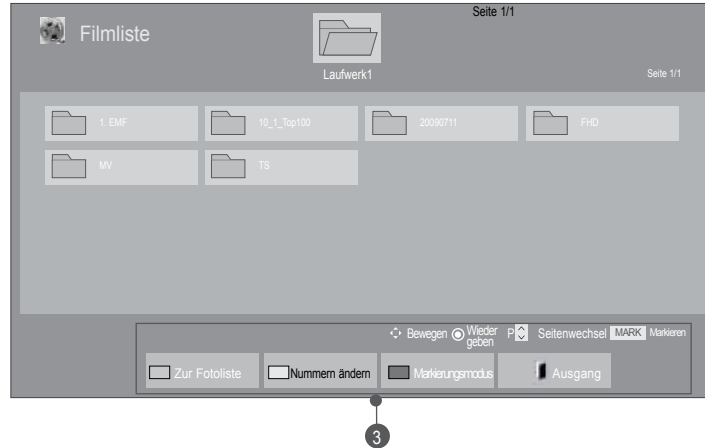 Seite 1/1
Filmliste
Laufwerk1
Seite 1/1
1. EMF
10_1_Top100
20090711
FHD
MV
TS
Bewegen Wieder geben P Seitenwechsel MARK Markieren
Zur Fotoliste Nummern ändern Markierungsmodus Ausgang
3